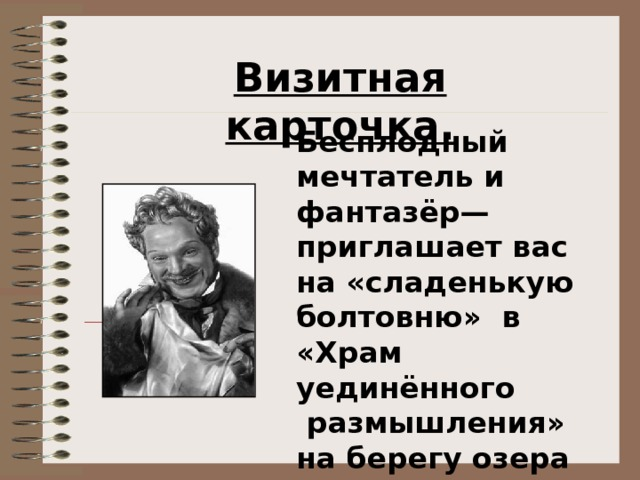 Визитная
карточка.
Бесплодный
мечтатель и
фантазёр—
приглашает вас
на «сладенькую
болтовню» в
«Храм
уединённого
размышления»
на берегу озера